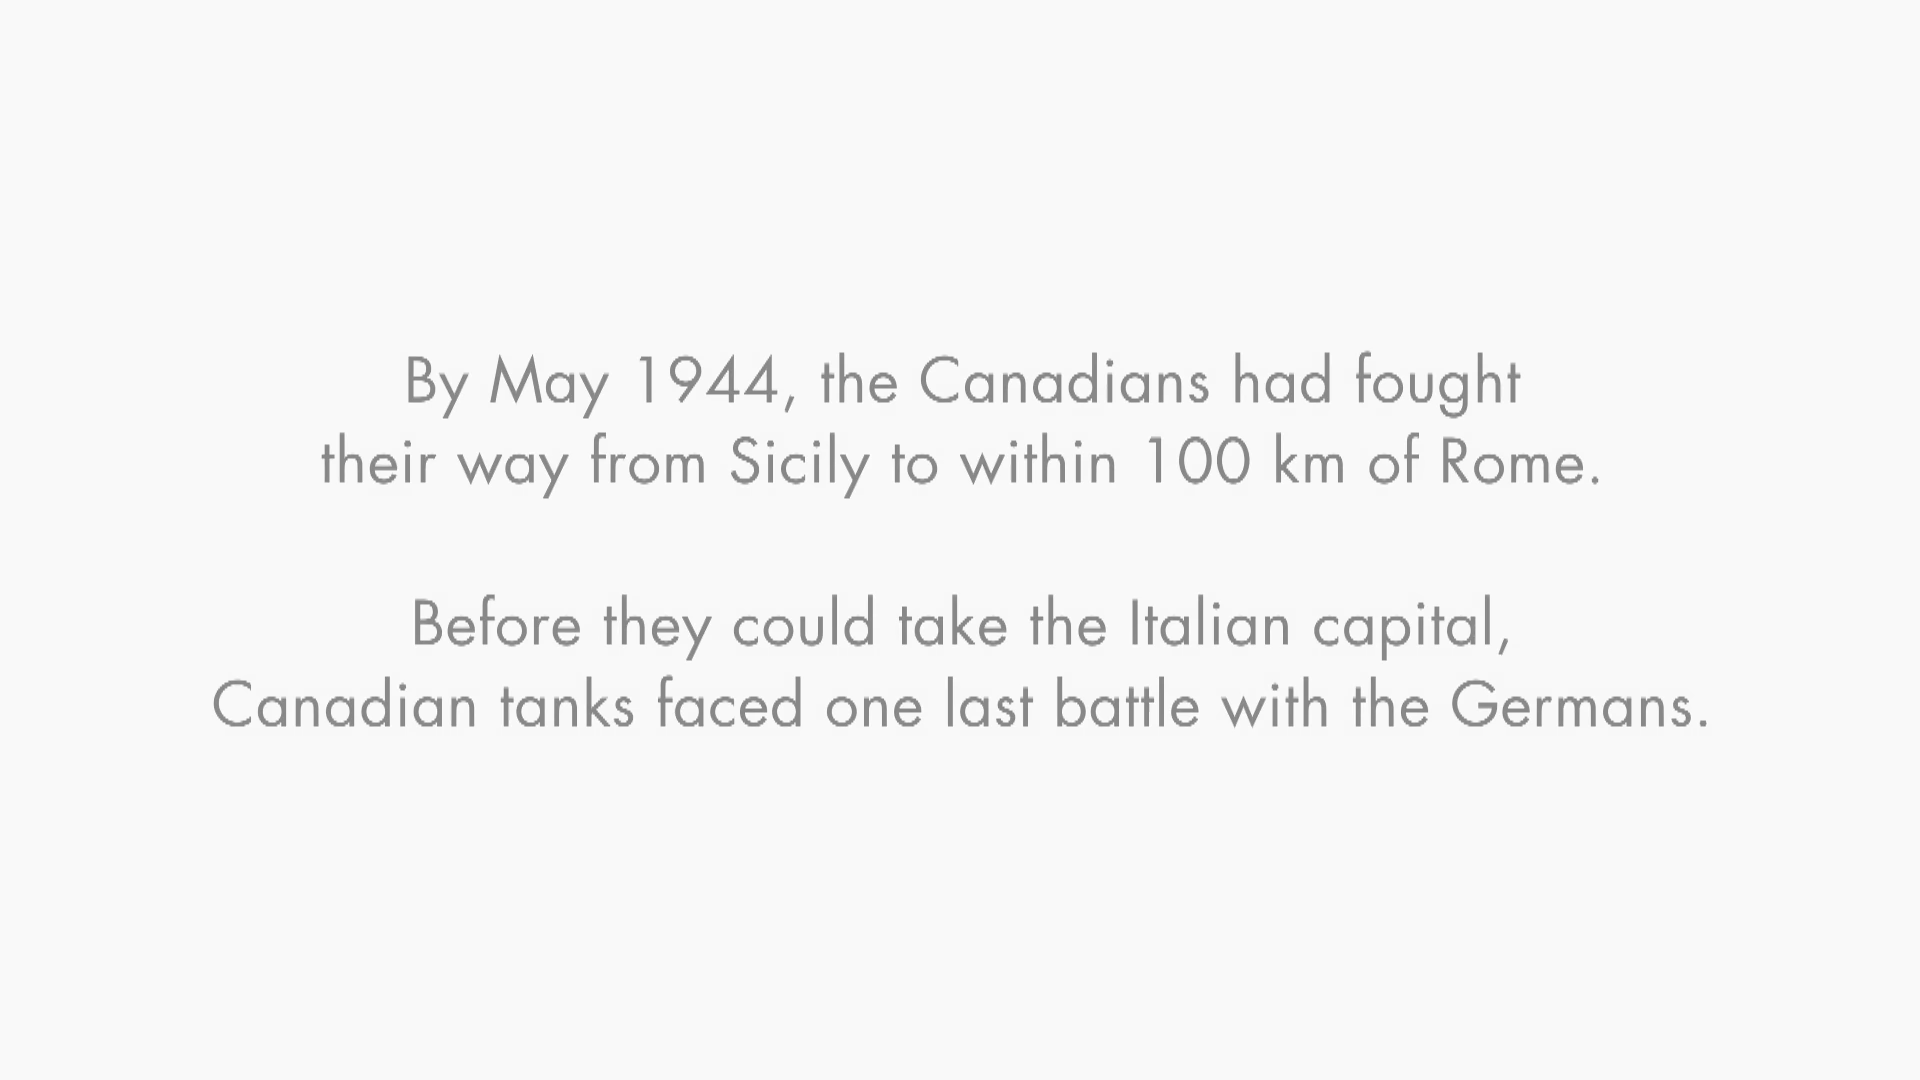 By May 1944, the Canadians had fought
their way from Sicily to within 100 km of Rome.
Before they could take the Italian capital,
Canadian tanks faced one last battle with the Germans.